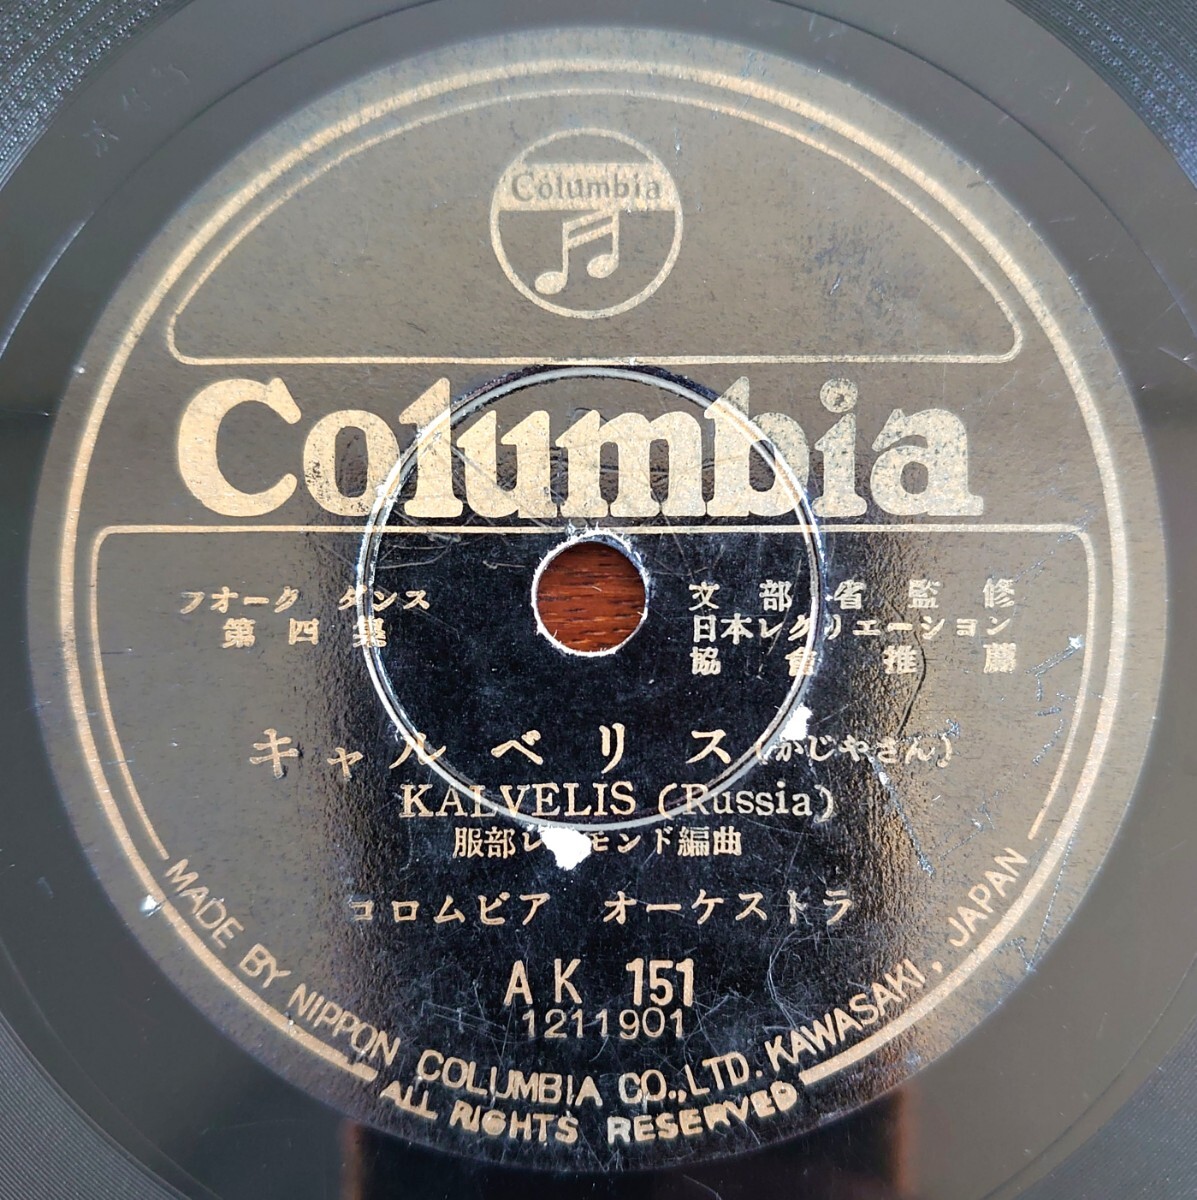 Columbia
Columbia
フオーク ダンス
第四集
文部省監修
日本レクリエーション
協會推薦
キャルベリス(かじやさん)
KALVELIS (Russia)
服部レイモンド編曲
コロムビア オーケストラ
AK 151
1211901
MADE BY NIPPON COLUMBIA CO.,LTD. KAWASAKI, JAPAN
ALL RIGHTS RESERVED